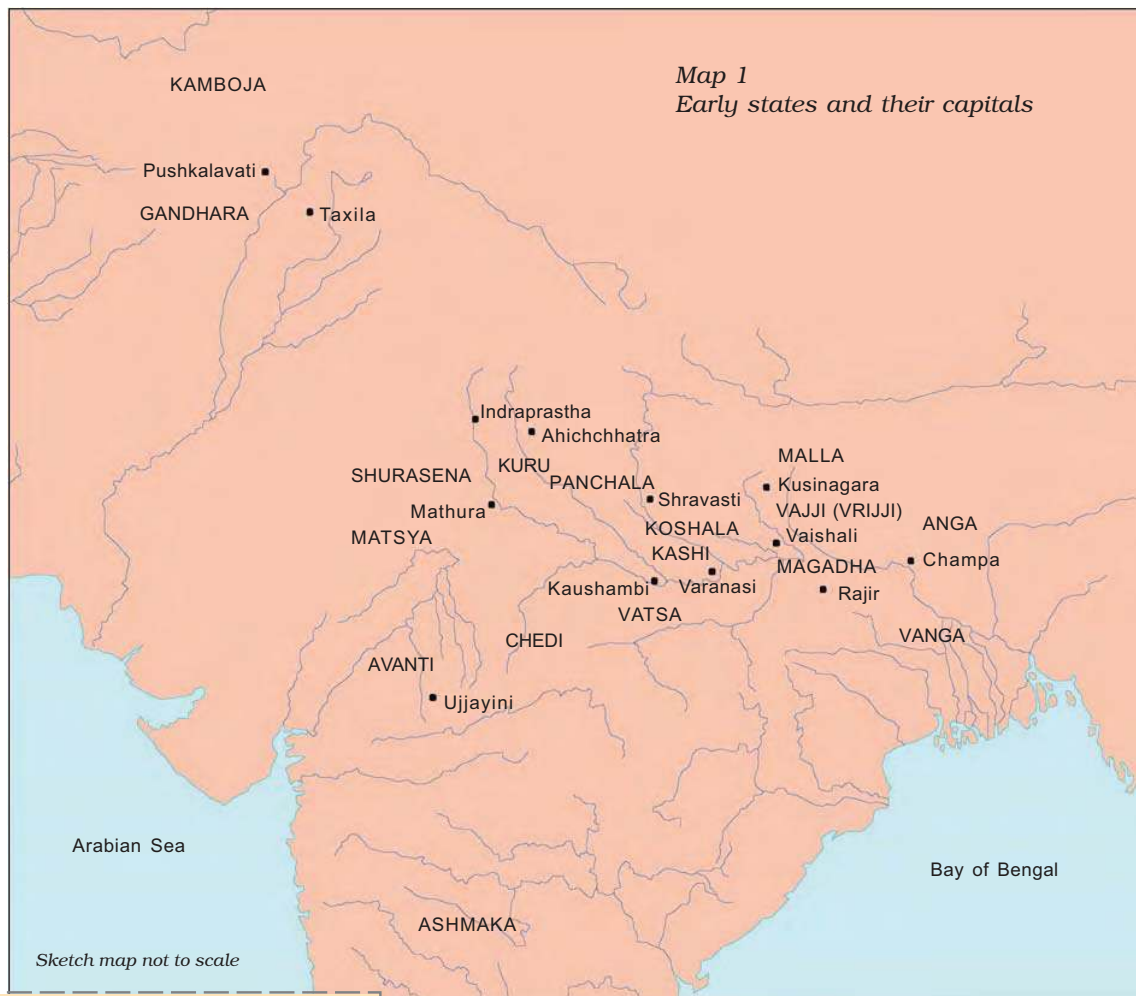 Map 1
Early states and their capitals
KAMBOJA
Pushkalavati
GANDHARA
Taxila
Indraprastha
Ahichchhatra
MALLA
SHURASENA
KURU
PANCHALA
Kusinagara
Mathura
Shravasti
VAJJI (VRIJJI)
MATSYA
KOSHALA
Vaishali
ANGA
KASHI
Kaushambi
Varanasi
MAGADHA
Champa
VATSA
Rajir
CHEDI
VANGA
AVANTI
Ujjayini
Arabian Sea
Bay of Bengal
ASHMAKA
Sketch map not to scale